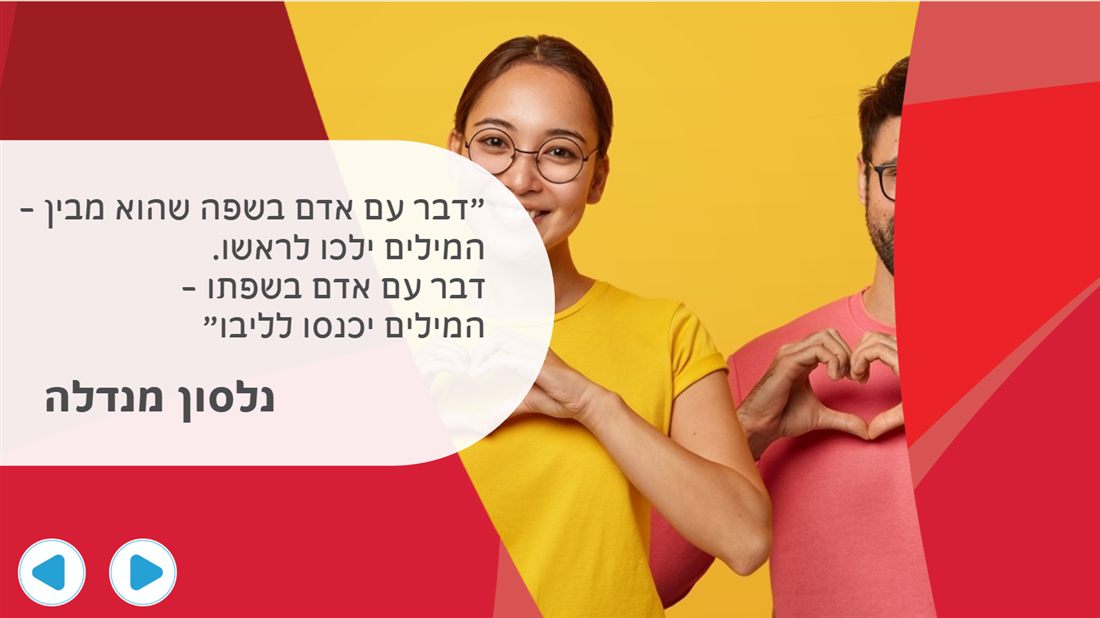 "דבר עם אדם בשפה שהוא מבין -
המילים ילכו לראשו.
דבר עם אדם בשפתו -
המילים יכנסו לליבו"
נלסון מנדלה